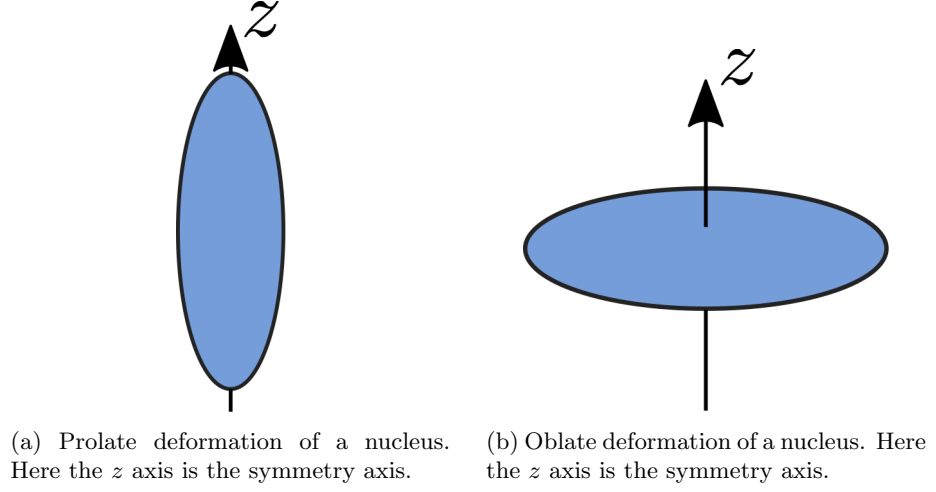 z
z
(a) Prolate deformation of a nucleus.
Here the z axis is the symmetry axis.
(b) Oblate deformation of a nucleus. Here
the z axis is the symmetry axis.